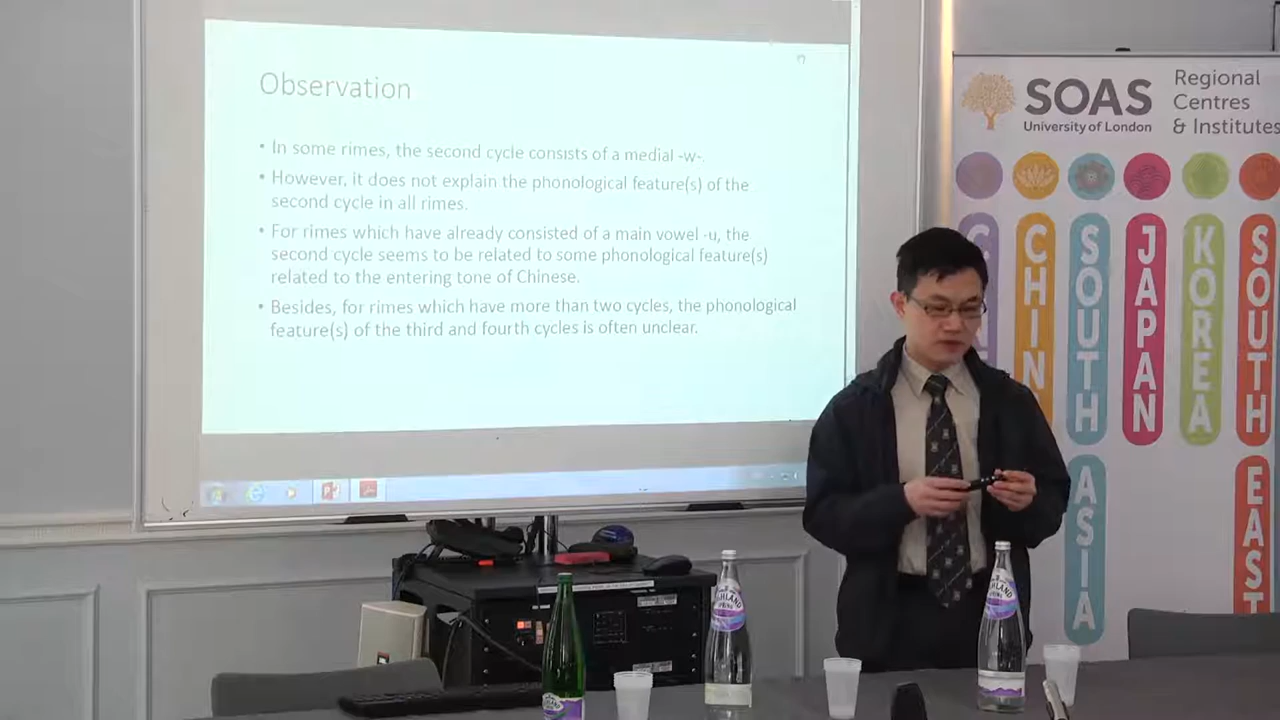 Observation
• In some rimes, the second cycle consists of a medial -w-.
• However, it does not explain the phonological feature(s) of the
second cycle in all rimes.
• For rimes which have already consisted of a main vowel -u, the
second cycle seems to be related to some phonological feature(s)
related to the entering tone of Chinese.
• Besides, for rimes which have more than two cycles, the phonological
feature(s) of the third and fourth cycles is often unclear.
SOAS
University of London
Regional
Centres
& Institutes
CHIN
SOUTH
ASIA
JAPAN
KOREA
SOUTH
EAST
HLAND